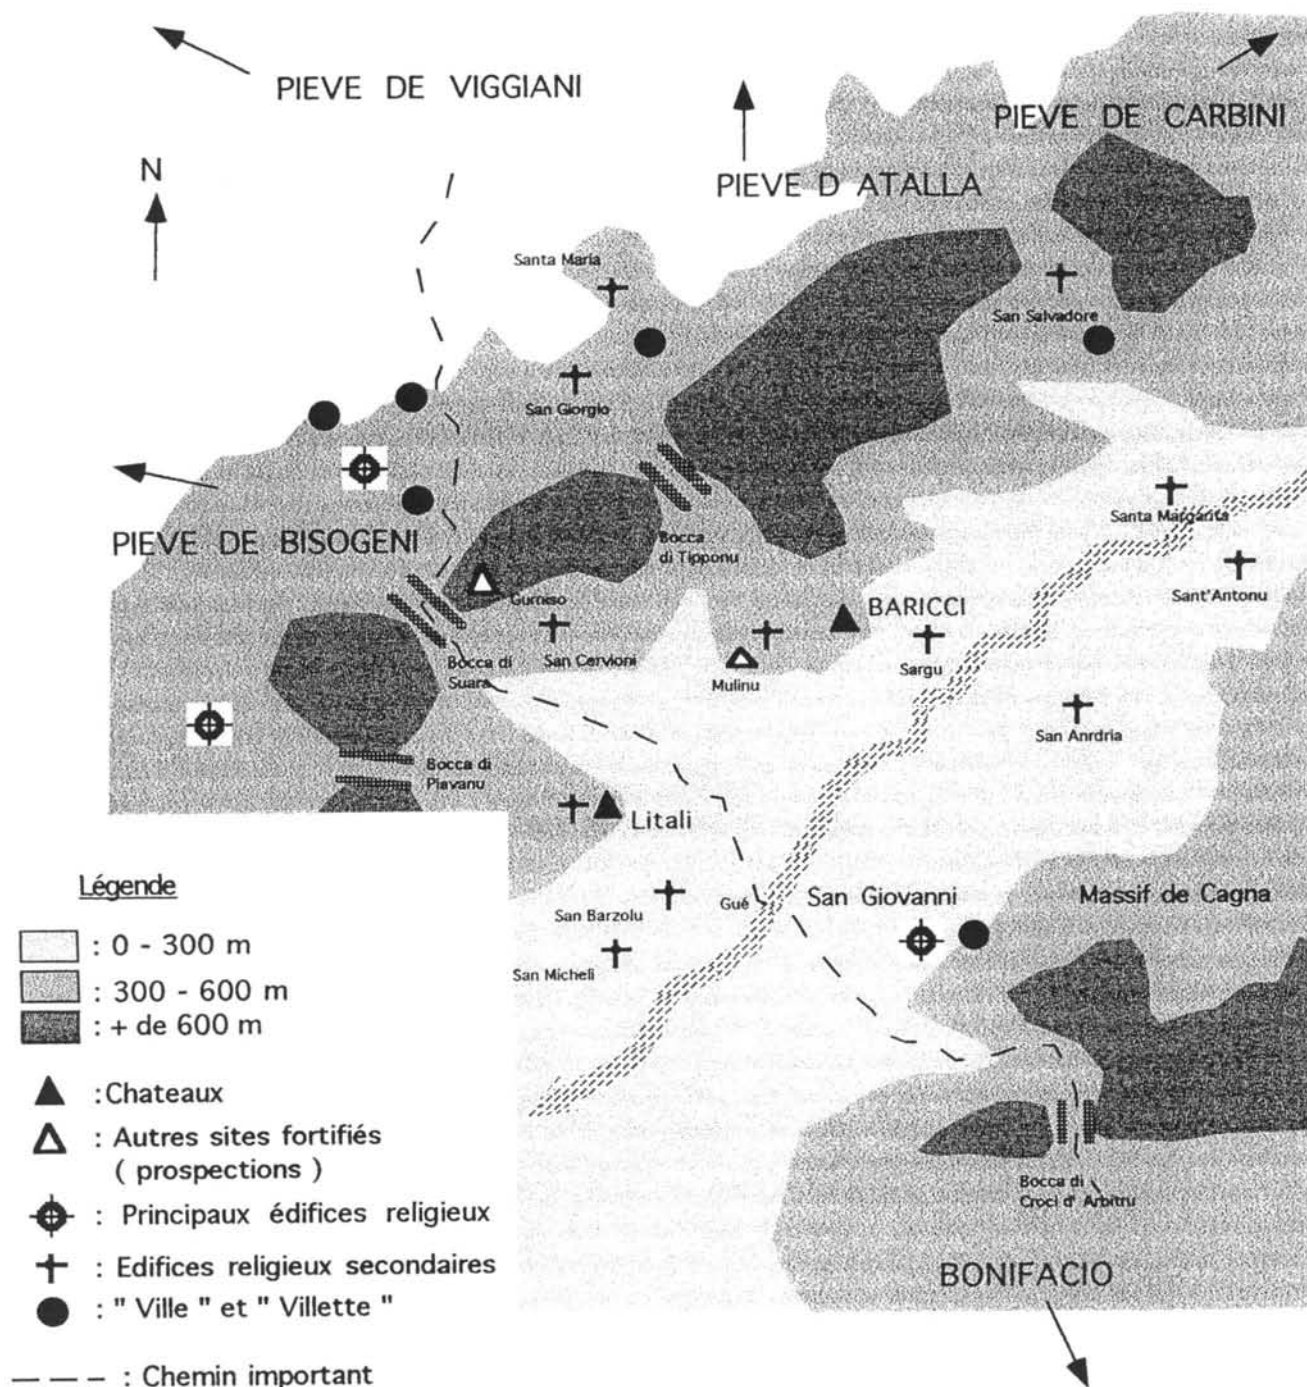 PIEVE DE VIGGIANI
PIEVE DE CARBINI
N
PIEVE D ATALLA
Santa Maria
San Salvadore
San Giorgio
Santa Margarita
PIEVE DE BISOGENI
Bocca
di Tipponu
Sant'Antonu
Gurneso
BARICCI
San Cervioni
Bocca di
Suara
Mulinu
Sargu
San Anrdria
Bocca di
Piavanu
Litali
Légende
San Giovanni
Massif de Cagna
Gué
San Barzolu
San Micheli
: 0 - 300 m
: 300 - 600 m
: + de 600 m
: Chateaux
: Autres sites fortifiés
( prospections )
: Principaux édifices religieux
: Edifices religieux secondaires
: " Ville " et " Villette "
: Chemin important
Bocca di
Croci d' Arbitru
BONIFACIO